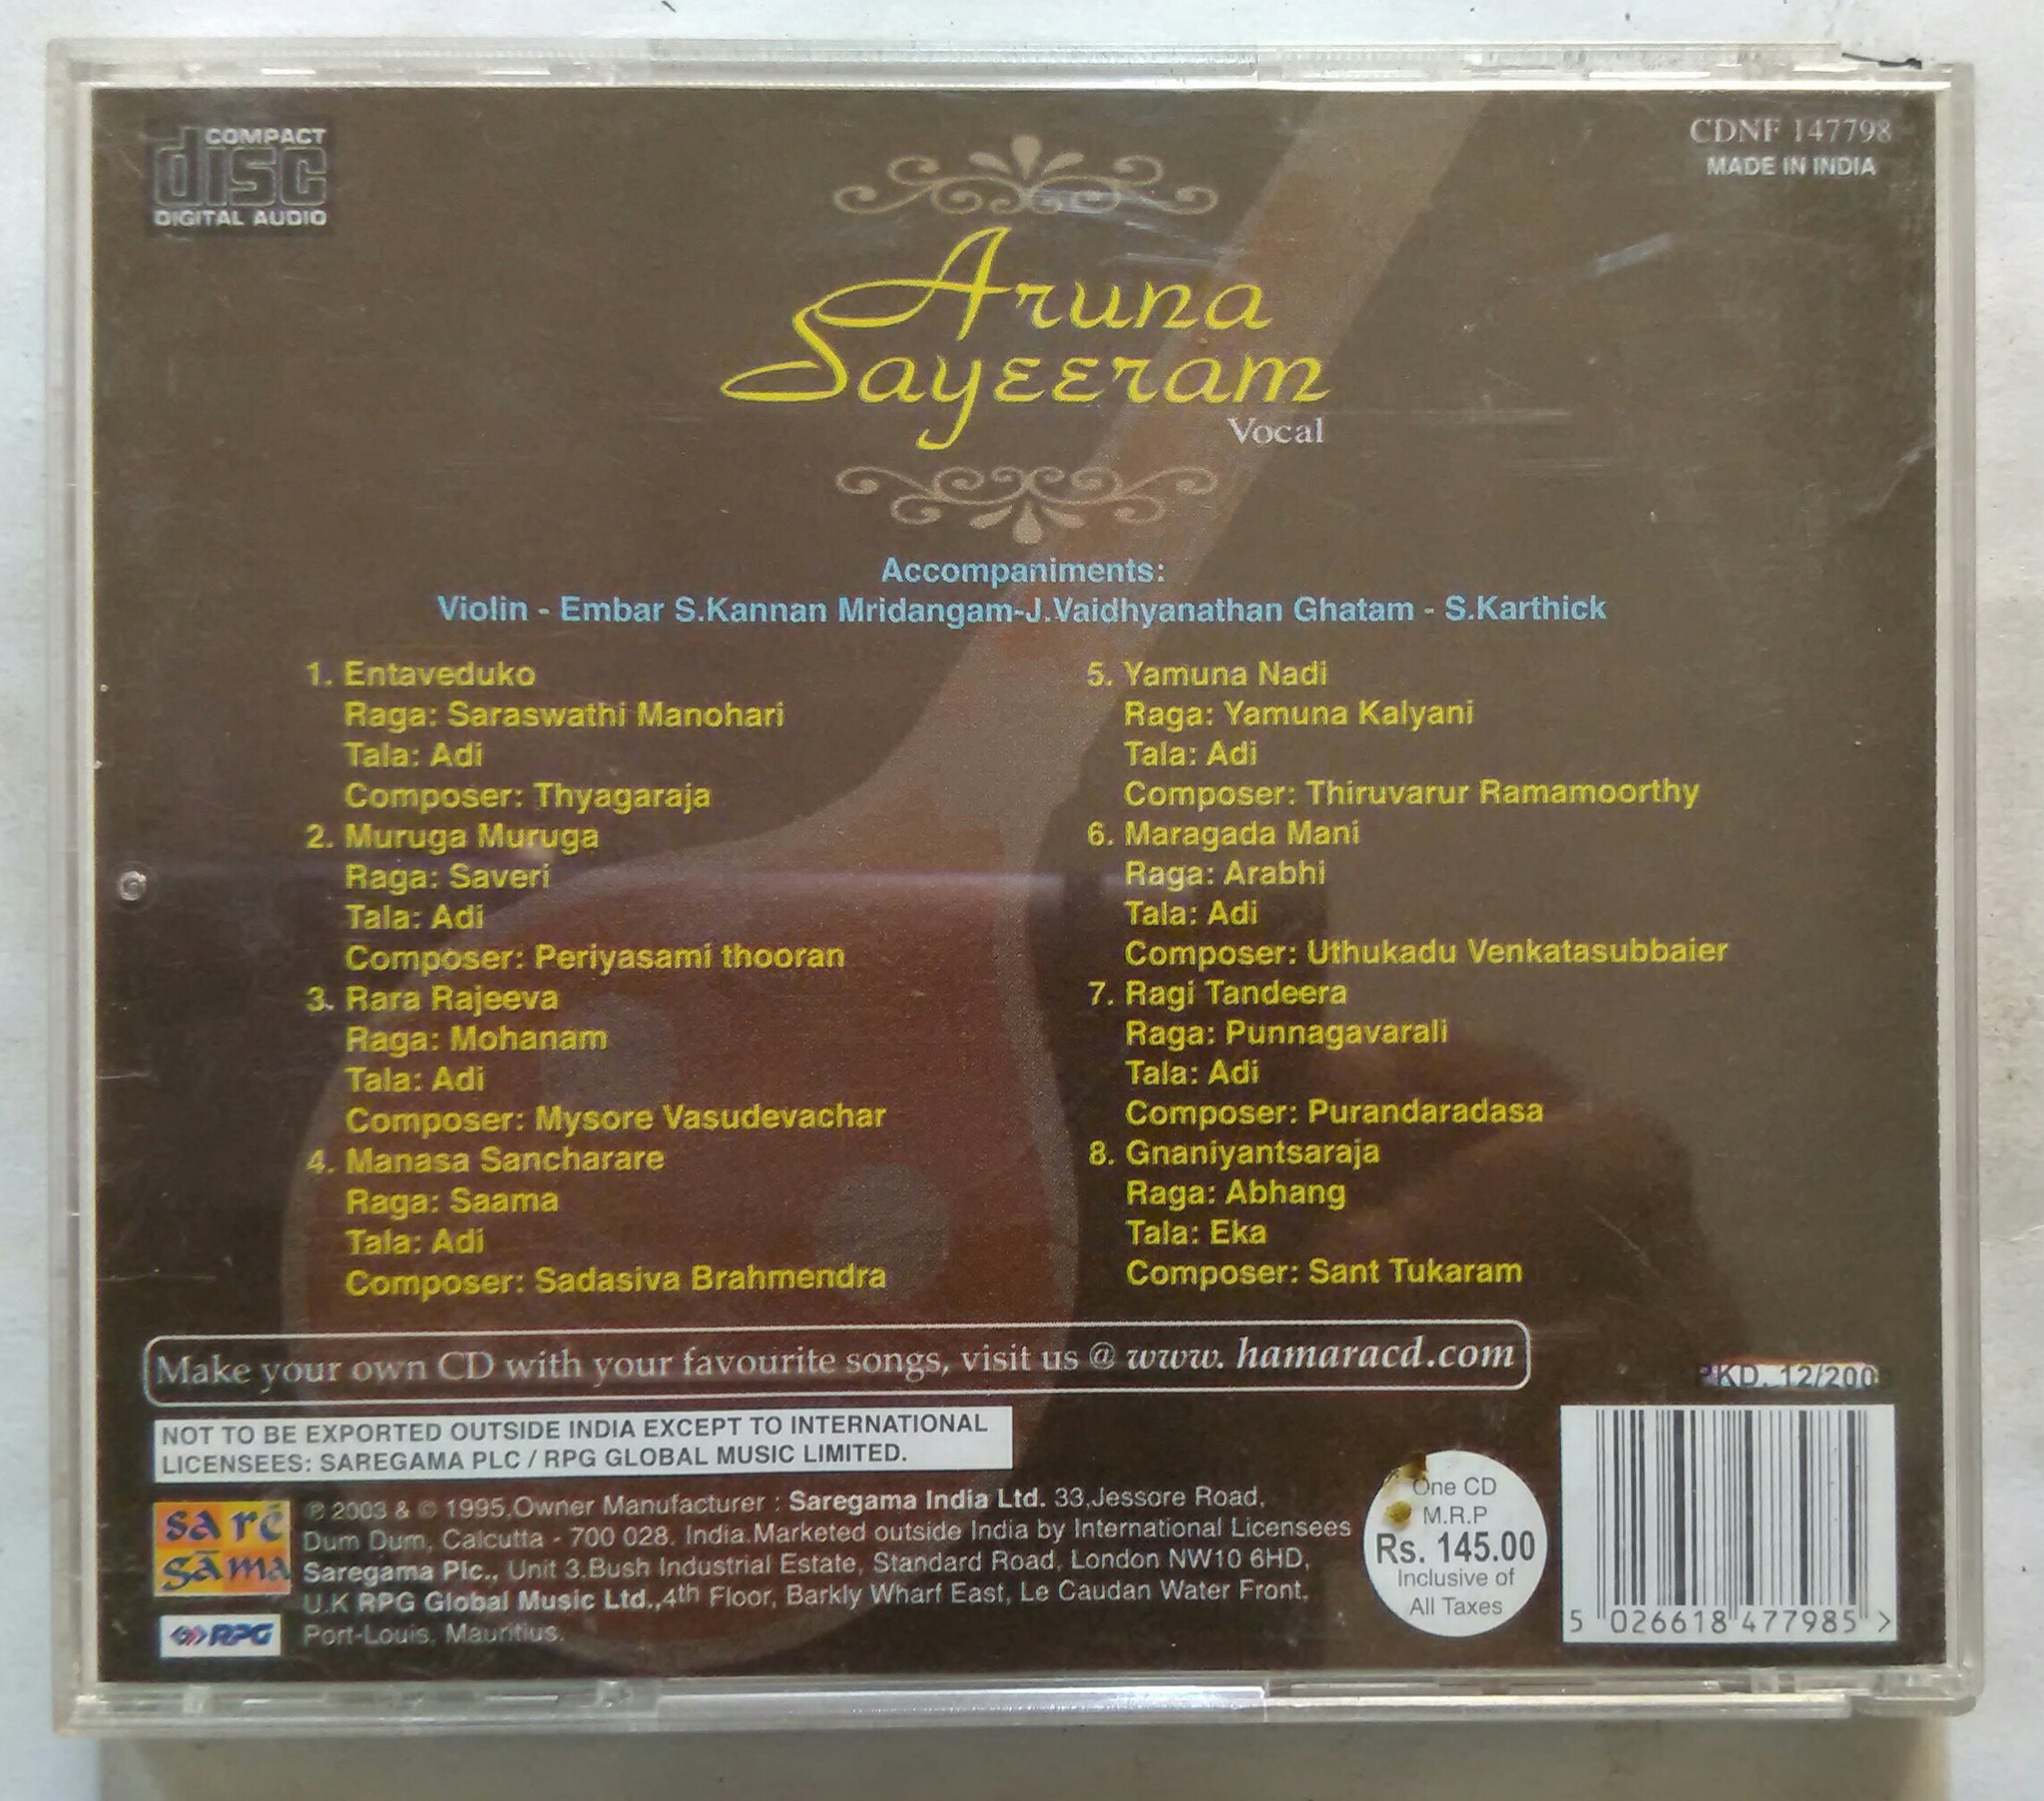 COMPACT
disc
DIGITAL AUDIO
CDNF 147798
MADE IN INDIA
Aruna
Sayeeram
Vocal
Accompaniments:
Violin - Embar S.Kannan Mridangam-J.Vaidhyanathan Ghatam - S.Karthick
1. Entaveduko
Raga: Saraswathi Manohari
Tala: Adi
Composer: Thyagaraja
2. Muruga Muruga
Raga: Saveri
Tala: Adi
Composer: Periyasami thooran
3. Rara Rajeeva
Raga: Mohanam
Tala: Adi
Composer: Mysore Vasudevachar
4. Manasa Sancharare
Raga: Saama
Tala: Adi
Composer: Sadasiva Brahmendra
5. Yamuna Nadi
Raga: Yamuna Kalyani
Tala: Adi
Composer: Thiruvarur Ramamoorthy
6. Maragada Mani
Raga: Arabhi
Tala: Adi
Composer: Uthukadu Venkatasubbaier
7. Ragi Tandeera
Raga: Punnagavarali
Tala: Adi
Composer: Purandaradasa
8. Gnaniyantsaraja
Raga: Abhang
Tala: Eka
Composer: Sant Tukaram
Make your own CD with your favourite songs, visit us @ www. hamaracd.com
PKD. 12/200
NOT TO BE EXPORTED OUTSIDE INDIA EXCEPT TO INTERNATIONAL
LICENSEES: SAREGAMA PLC / RPG GLOBAL MUSIC LIMITED.
sa rē
gāma
RPG
℗ 2003 & © 1995,Owner Manufacturer : Saregama India Ltd. 33,Jessore Road,
Dum Dum, Calcutta - 700 028. India.Marketed outside India by International Licensees
Saregama Plc., Unit 3.Bush Industrial Estate, Standard Road, London NW10 6HD,
U.K RPG Global Music Ltd.,4th Floor, Barkly Wharf East, Le Caudan Water Front,
Port-Louis, Mauritius.
One CD
M.R.P
Rs. 145.00
Inclusive of
All Taxes
5 026618 477985 >